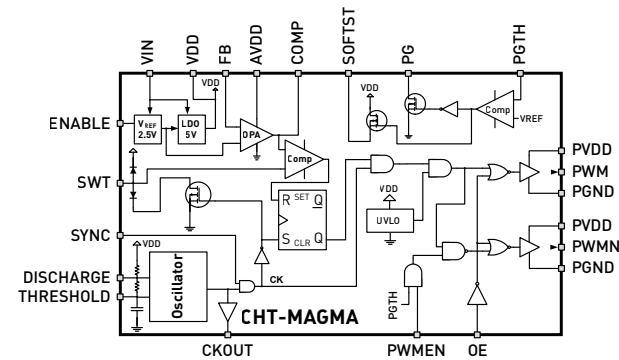 VIN
VDD
FB
AVDD
COMP
SOFTST
PG
PGTH
ENABLE
SWT
SYNC
DISCHARGE
THRESHOLD
VREF
2.5V
LDO
5V
VDD
OPA
Comp
VDD
Comp
VREF
R SET Q
S CLR Q
VDD
UVLO
VDD
Oscillator
CK
PGTH
CHT-MAGMA
PVDD
PWM
PGND
PVDD
PWMN
PGND
CKOUT
PWMEN
OE